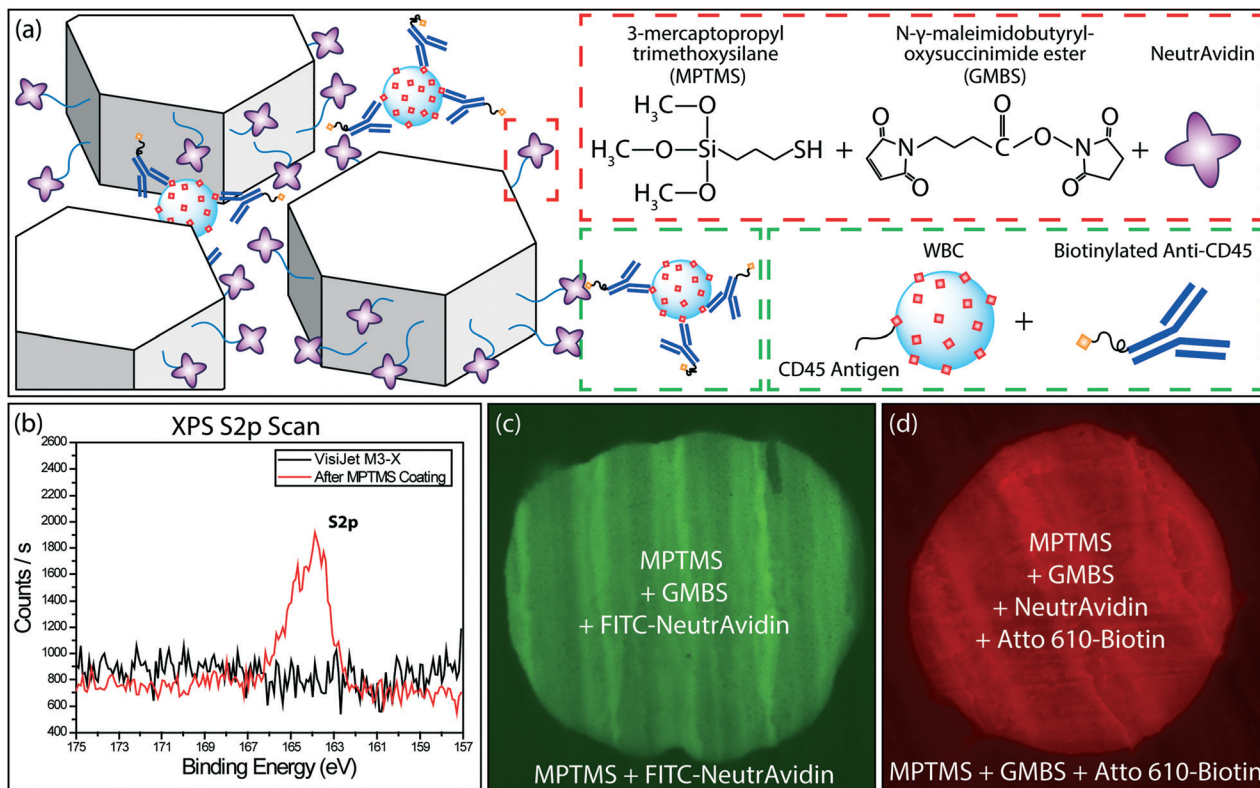 (a)
3-mercaptopropyl
trimethoxysilane
(MPTMS)
N-γ-maleimidobutyryl-
oxysuccinimide ester
(GMBS)
NeutrAvidin
H₃C—O
H₃C—O—Si SH
H₃C—O
+
O
N
O
O
C
O
N
O
O
+
WBC
Biotinylated Anti-CD45
+
CD45 Antigen
(b)
XPS S2p Scan
VisiJet M3-X
After MPTMS Coating
S2p
Counts / s
2600
2400
2200
2000
1800
1600
1400
1200
1000
800
600
400
175 173 171 169 167 165 163 161 159 157
Binding Energy (eV)
(c)
MPTMS
+ GMBS
+ FITC-NeutrAvidin
MPTMS + FITC-NeutrAvidin
(d)
MPTMS
+ GMBS
+ NeutrAvidin
+ Atto 610-Biotin
MPTMS + GMBS + Atto 610-Biotin